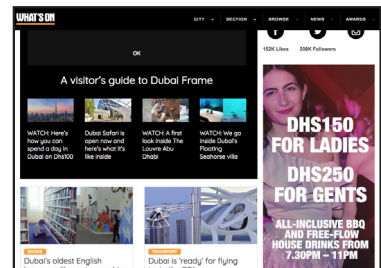 WHAT'S ON
CITY
SECTION
BROWSE
NEWS
AWARDS
OK
152K Likes
208K Followers
A visitor's guide to Dubai Frame
WATCH: Here's
how you can
spend a day in
Dubai on Dhs100
Dubai Safari is
open now and
here's what it's
like inside
WATCH: A first
look inside The
Louvre Abu
Dhabi
WATCH: We go
inside Dubai's
Floating
Seahorse villa
DHS150
FOR LADIES
DHS250
FOR GENTS
ALL-INCLUSIVE BBQ
AND FREE-FLOW
HOUSE DRINKS FROM
7.30PM – 11PM
TRANSPORT
Dubai's oldest English
Dubai is 'ready' for flying